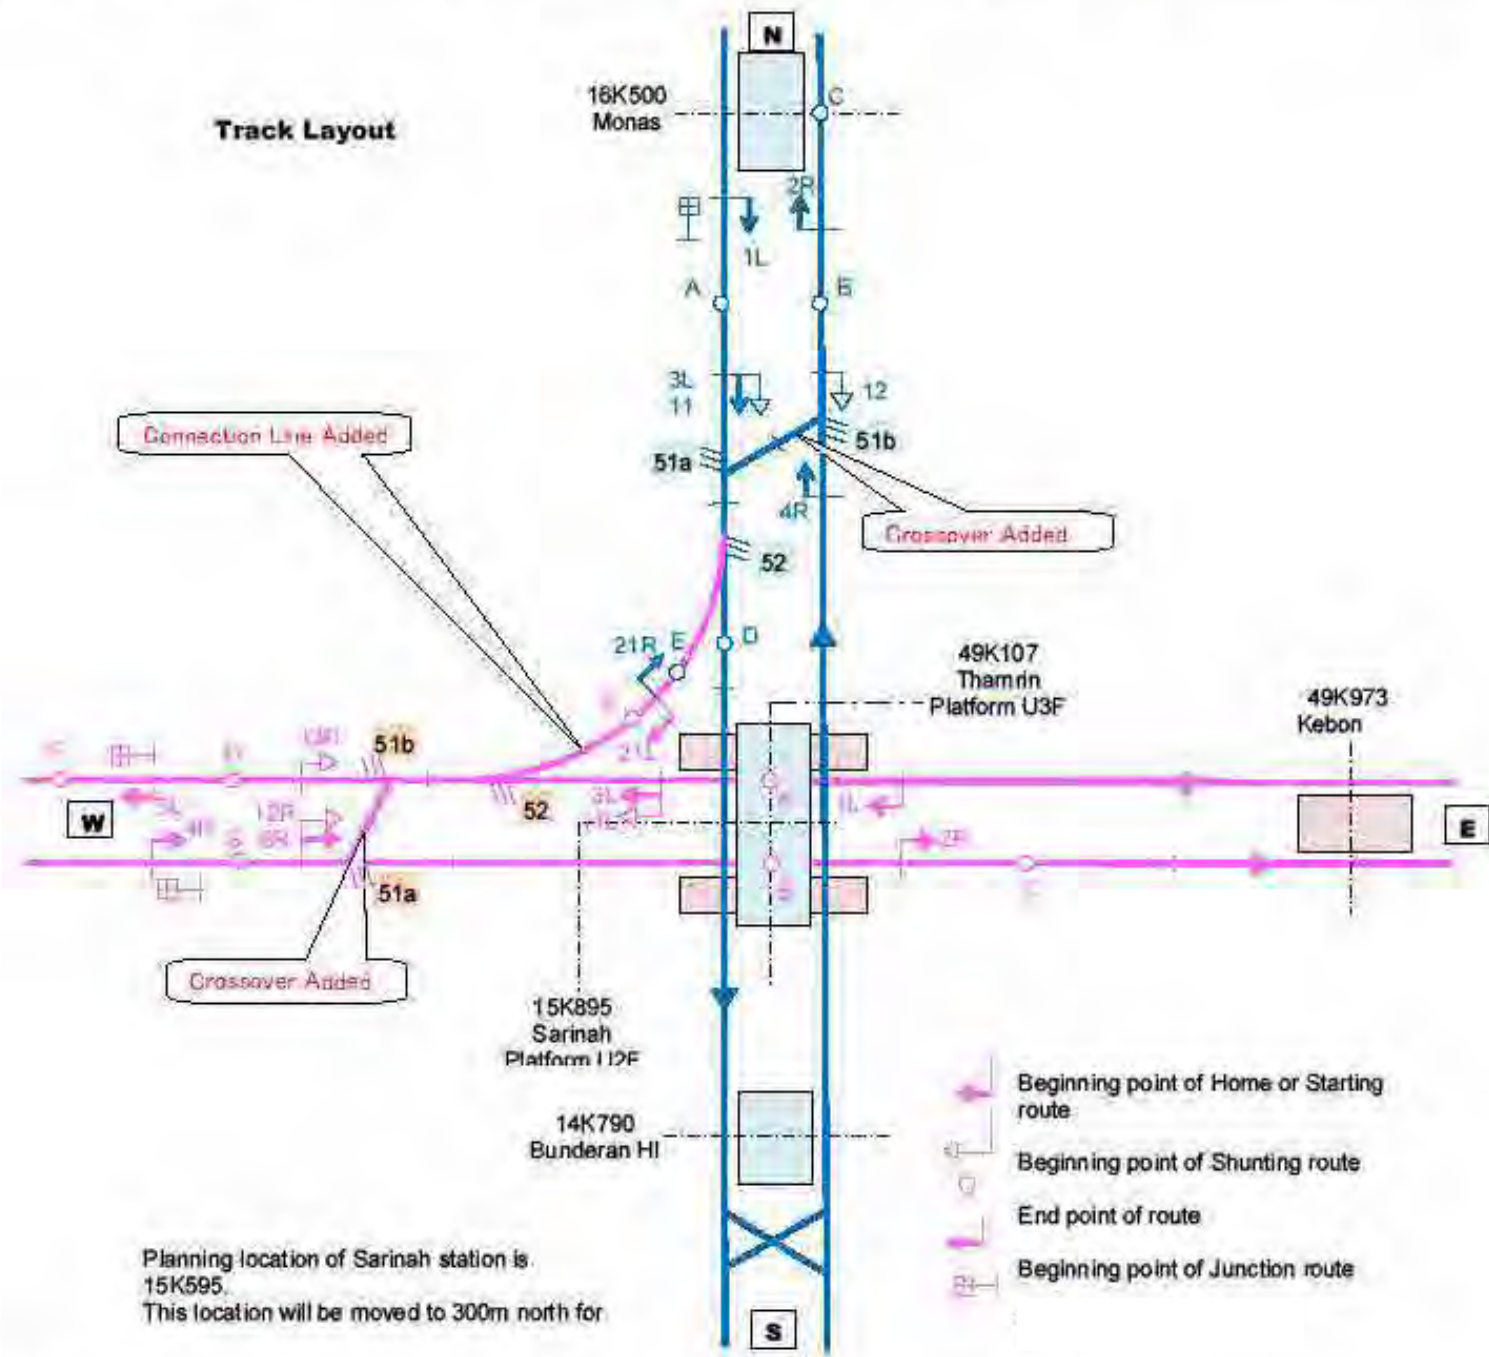 N
16K500
Monas
C
Track Layout
2R
1L
A
B
3L
11
12
Connection Line Added
51a
51b
4R
Crossover Added
52
21R
E
D
49K107
Thamrin
Platform U3F
49K973
Kebon
21L
51b
52
3L
1L
W
12R
E
51a
2R
Crossover Added
15K895
Sarinah
14K790
Bunderan HI
Beginning point of Home or Starting
route
Beginning point of Shunting route
End point of route
Beginning point of Junction route
Planning location of Sarinah station is
15K595.
This location will be moved to 300m north for
S